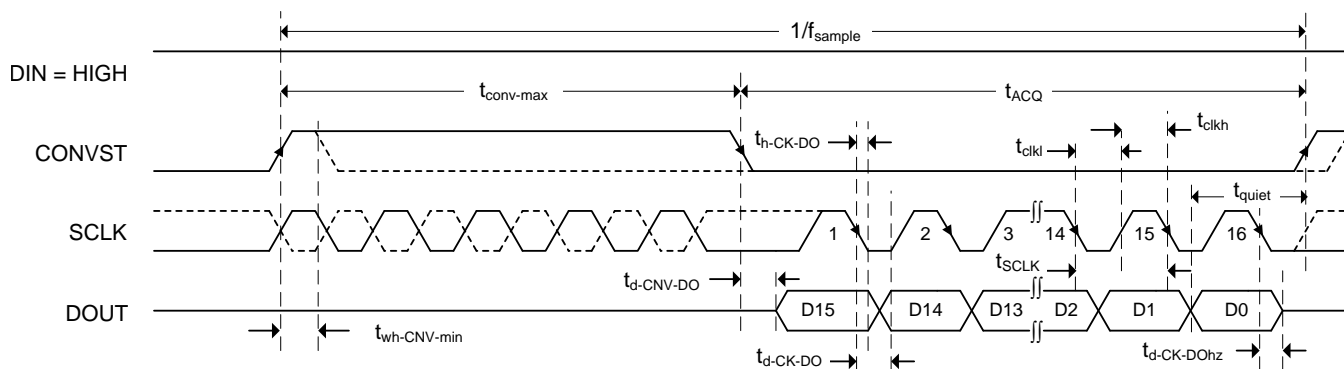 1/fsample
DIN = HIGH
tconv-max
tACQ
tclkh
th-CK-DO
CONVST
tclkl
tquiet
SCLK
1 2 3 14 15 16
tSCLK
td-CNV-DO
DOUT
D15 D14 D13 D2 D1 D0
twh-CNV-min
td-CK-DO
td-CK-DOhz